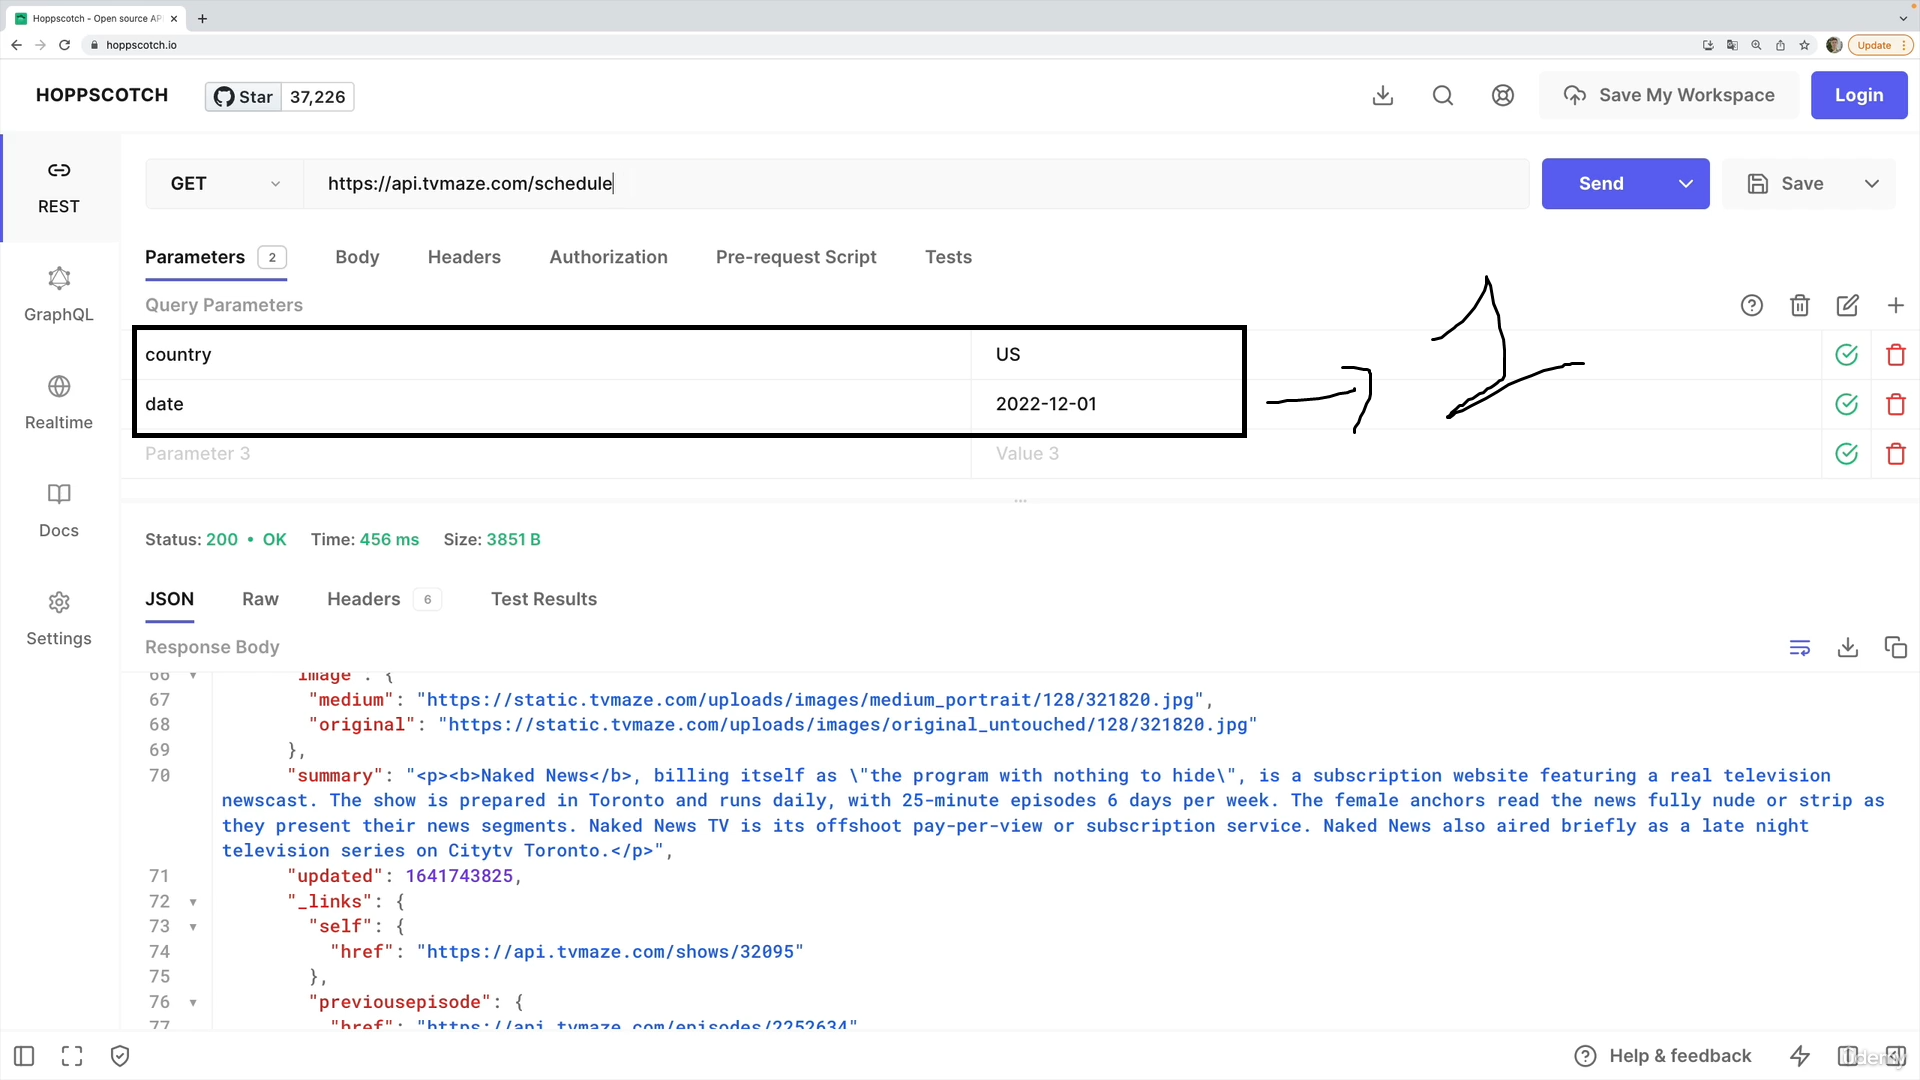 Hoppscotch - Open source API
hoppscotch.io
Update
HOPPSCOTCH
Star 37,226
Save My Workspace
Login
REST
GraphQL
Realtime
Docs
Settings
GET https://api.tvmaze.com/schedule
Send
Save
Parameters 2 Body Headers Authorization Pre-request Script Tests
Query Parameters
country US
date 2022-12-01
Parameter 3 Value 3
1
Status: 200 • OK Time: 456 ms Size: 3851 B
JSON Raw Headers 6 Test Results
Response Body
66 image": {
67 "medium": "https://static.tvmaze.com/uploads/images/medium_portrait/128/321820.jpg",
68 "original": "https://static.tvmaze.com/uploads/images/original_untouched/128/321820.jpg"
69 },
70 "summary": "<p><b>Naked News</b>, billing itself as \"the program with nothing to hide\", is a subscription website featuring a real television
newscast. The show is prepared in Toronto and runs daily, with 25-minute episodes 6 days per week. The female anchors read the news fully nude or strip as
they present their news segments. Naked News TV is its offshoot pay-per-view or subscription service. Naked News also aired briefly as a late night
television series on Citytv Toronto.</p>",
71 "updated": 1641743825,
72 "_links": {
73 "self": {
74 "href": "https://api.tvmaze.com/shows/32095"
75 },
76 "previousepisode": {
77 "href": "https://api.tvmaze.com/episodes/2252634"
Help & feedback
Udemy